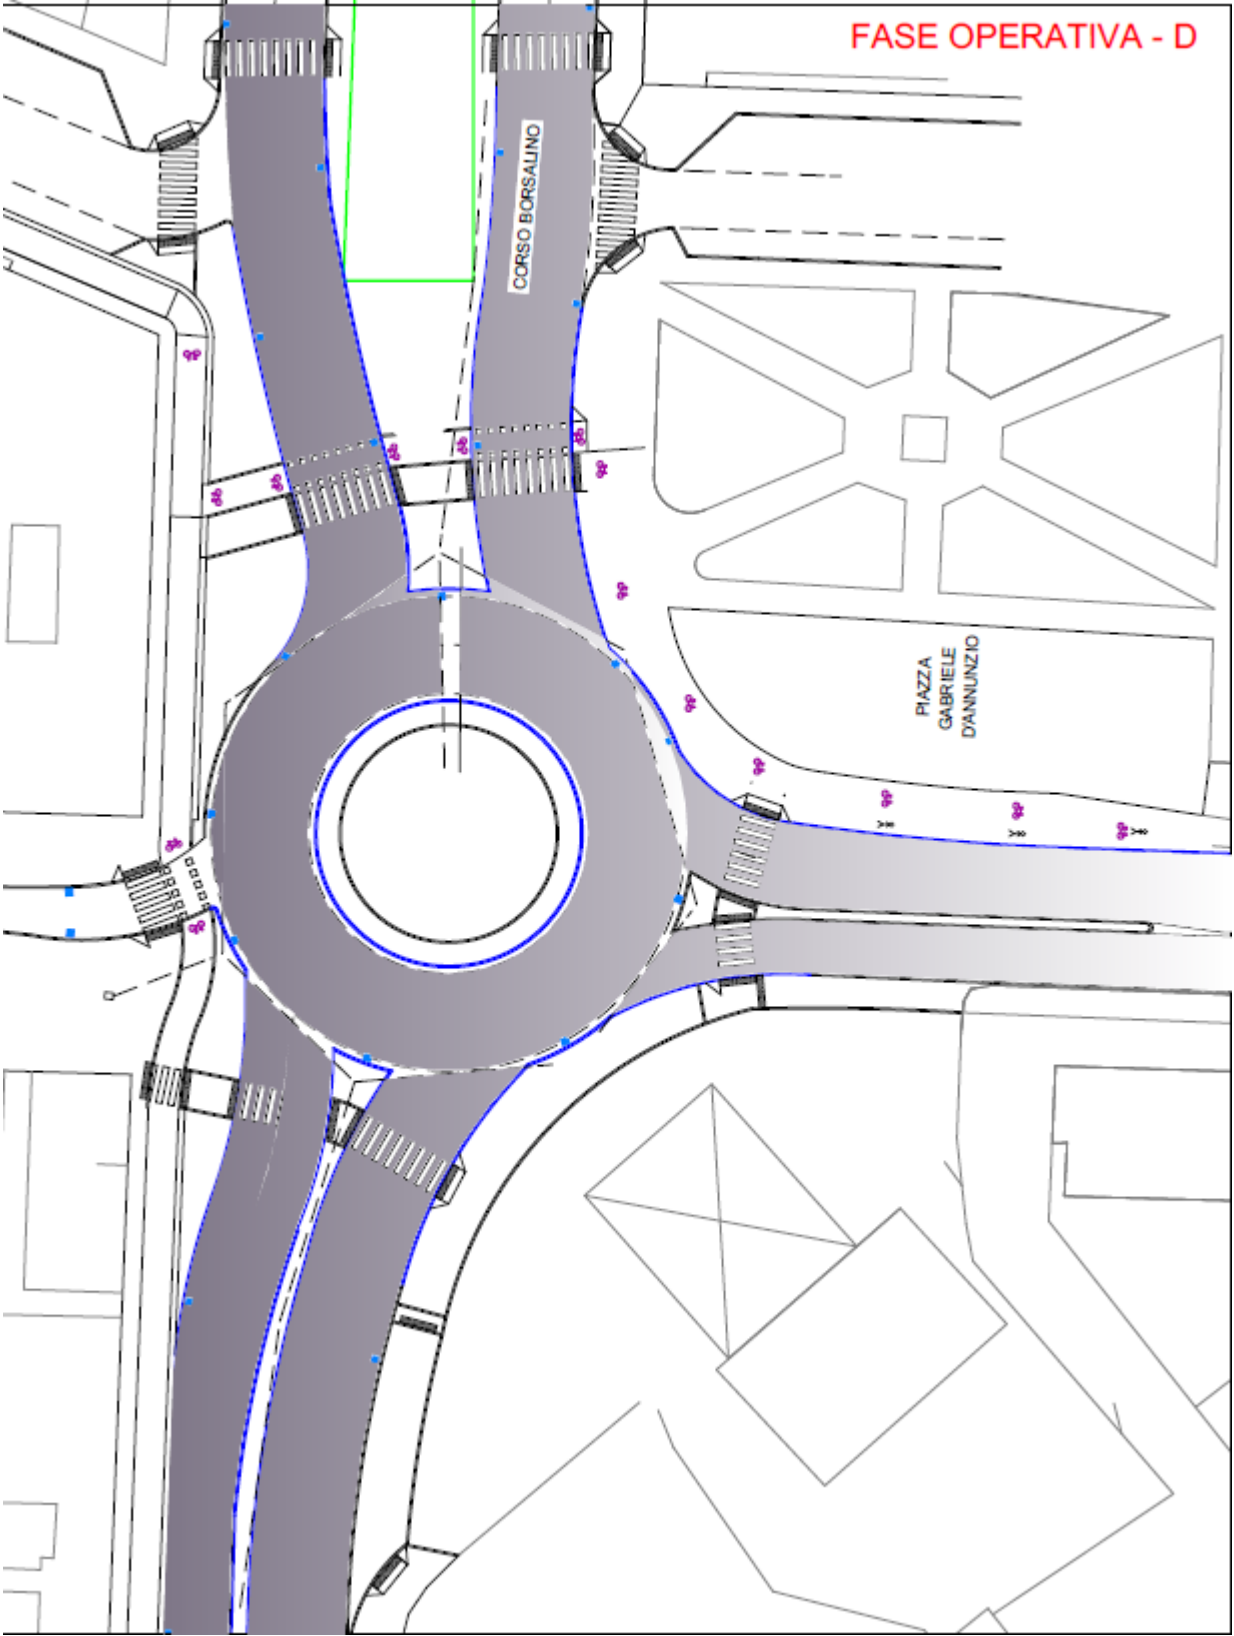 FASE OPERATIVA - D
CORSO BORSALINO
PIAZZA
GABRIELE
D'ANNUNZIO